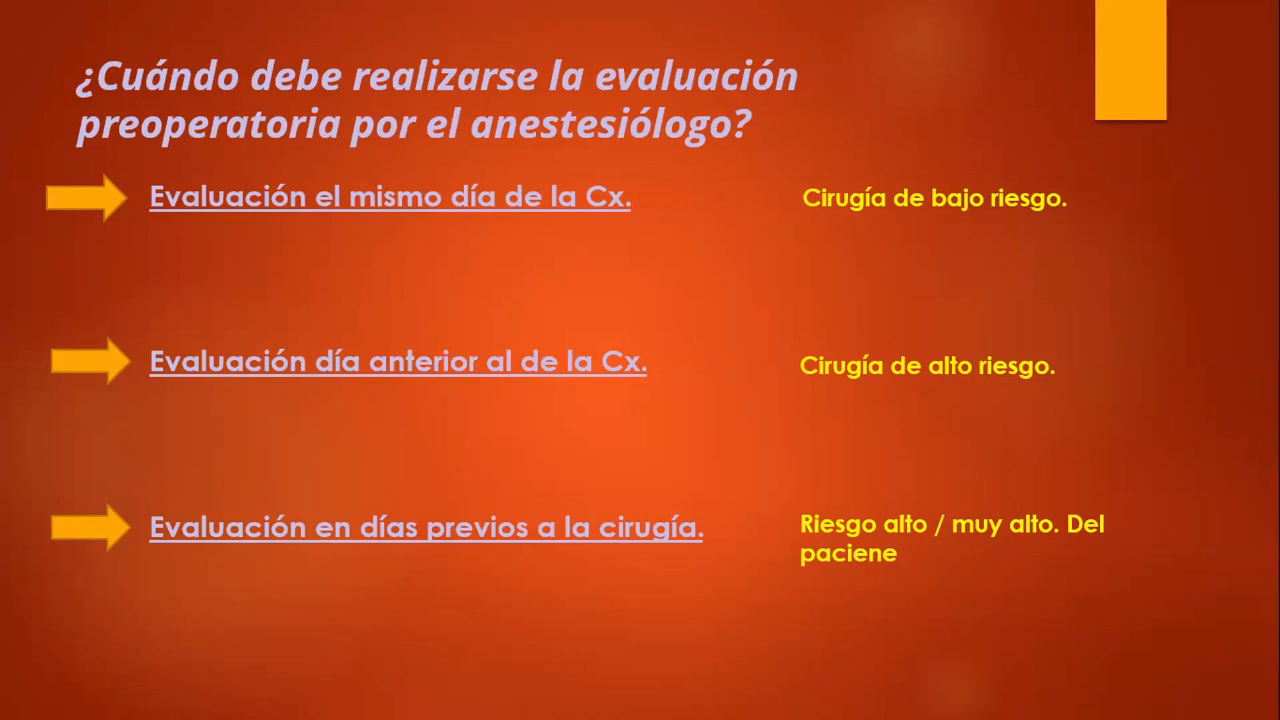 ¿Cuándo debe realizarse la evaluación
preoperatoria por el anestesiólogo?
Evaluación el mismo día de la Cx.
Cirugía de bajo riesgo.
Evaluación día anterior al de la Cx.
Cirugía de alto riesgo.
Evaluación en días previos a la cirugía.
Riesgo alto / muy alto. Del
paciene